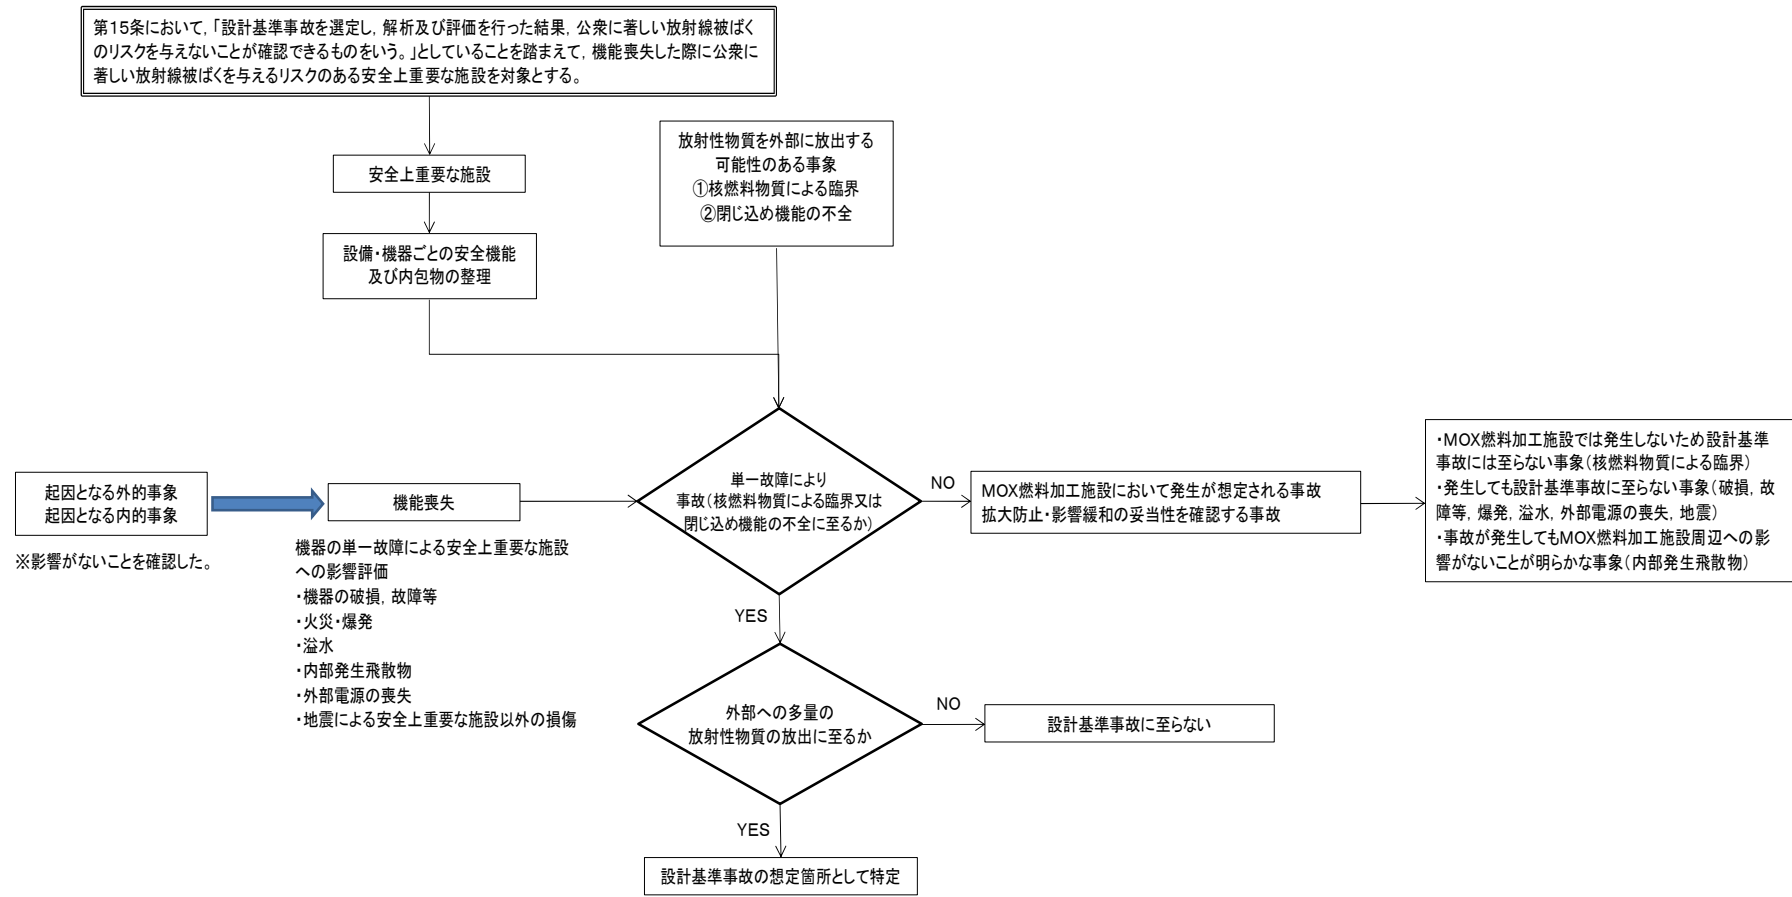 第15条において，「設計基準事故を選定し，解析及び評価を行った結果，公衆に著しい放射線被ばく
のリスクを与えないことが確認できるものをいう。」としていることを踏まえて，機能喪失した際に公衆に
著しい放射線被ばくを与えるリスクのある安全上重要な施設を対象とする。
安全上重要な施設
設備・機器ごとの安全機能
及び内包物の整理
放射性物質を外部に放出する
可能性のある事象
①核燃料物質による臨界
②閉じ込め機能の不全
起因となる外的事象
起因となる内的事象
※影響がないことを確認した。
機能喪失
機器の単一故障による安全上重要な施設
への影響評価
・機器の破損，故障等
・火災・爆発
・溢水
・内部発生飛散物
・外部電源の喪失
・地震による安全上重要な施設以外の損傷
単一故障により
事故（核燃料物質による臨界又は
閉じ込め機能の不全に至るか）
NO
MOX燃料加工施設において発生が想定される事故
拡大防止・影響緩和の妥当性を確認する事故
・MOX燃料加工施設では発生しないため設計基準
事故には至らない事象（核燃料物質による臨界）
・発生しても設計基準事故に至らない事象（破損，故
障等，爆発，溢水，外部電源の喪失，地震）
・事故が発生してもMOX燃料加工施設周辺への影
響がないことが明らかな事象（内部発生飛散物）
YES
外部への多量の
放射性物質の放出に至るか
NO
設計基準事故に至らない
YES
設計基準事故の想定箇所として特定